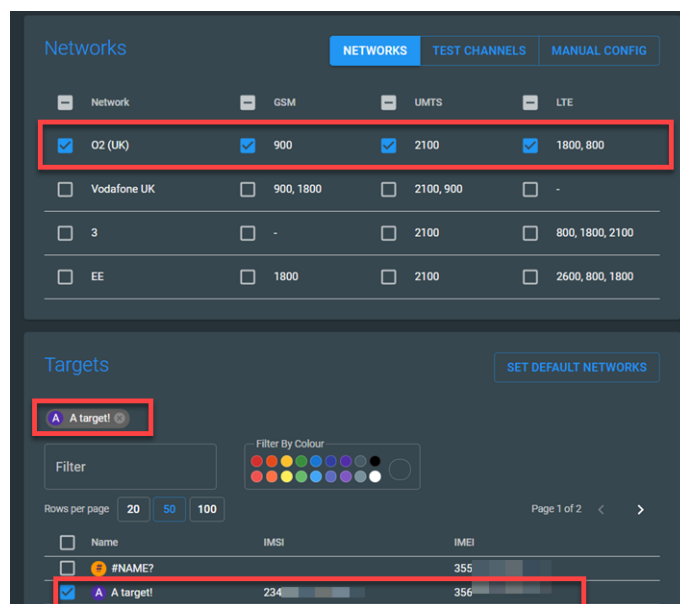 Networks
NETWORKS TEST CHANNELS MANUAL CONFIG
Network GSM UMTS LTE
O2 (UK) 900 2100 1800, 800
Vodafone UK 900, 1800 2100, 900 -
3 - 2100 800, 1800, 2100
EE 1800 2100 2600, 800, 1800
Targets
SET DEFAULT NETWORKS
A A target!
Filter By Colour
Filter
Rows per page 20 50 100 Page 1 of 2 < >
Name IMSI IMEI
# #NAME? 355
A A target! 234 356